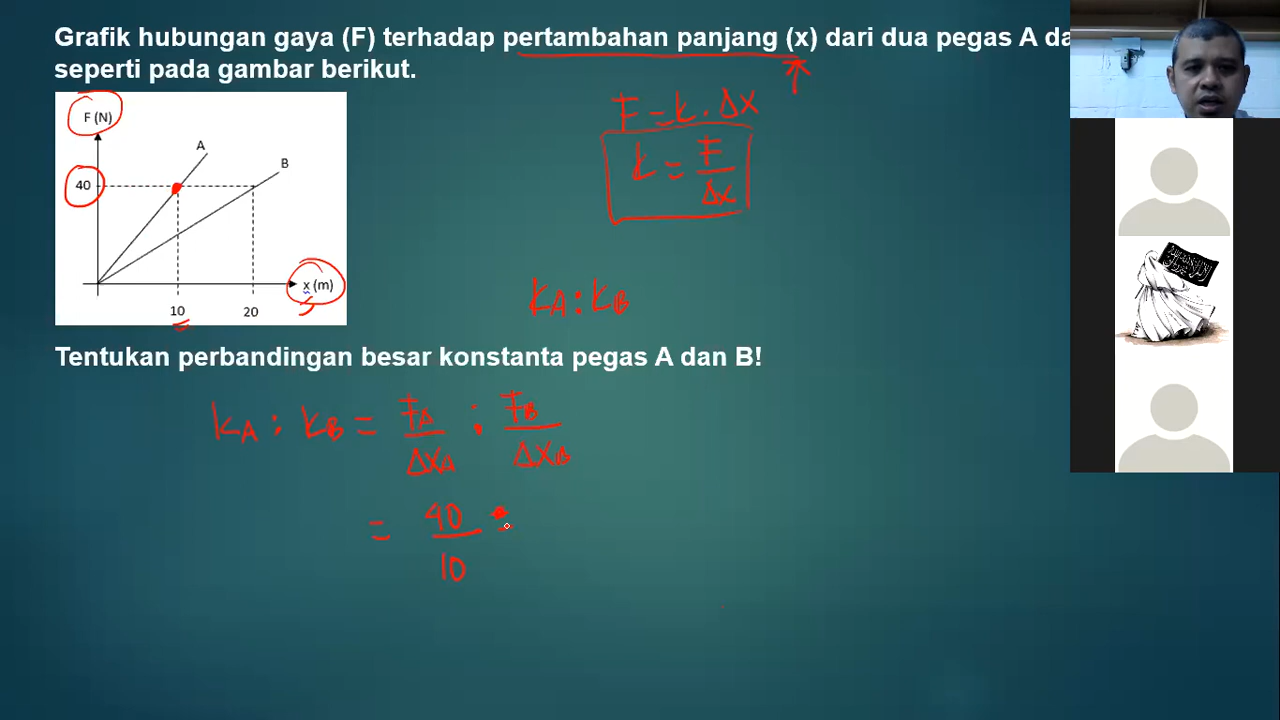 Grafik hubungan gaya (F) terhadap pertambahan panjang (x) dari dua pegas A da
seperti pada gambar berikut.
F (N)
A
B
40
x (m)
10
20
F = k . Δx
k = F / Δx
kA : kB
Tentukan perbandingan besar konstanta pegas A dan B!
kA : kB = FA / ΔxA : FB / ΔxB
= 40 / 10 :